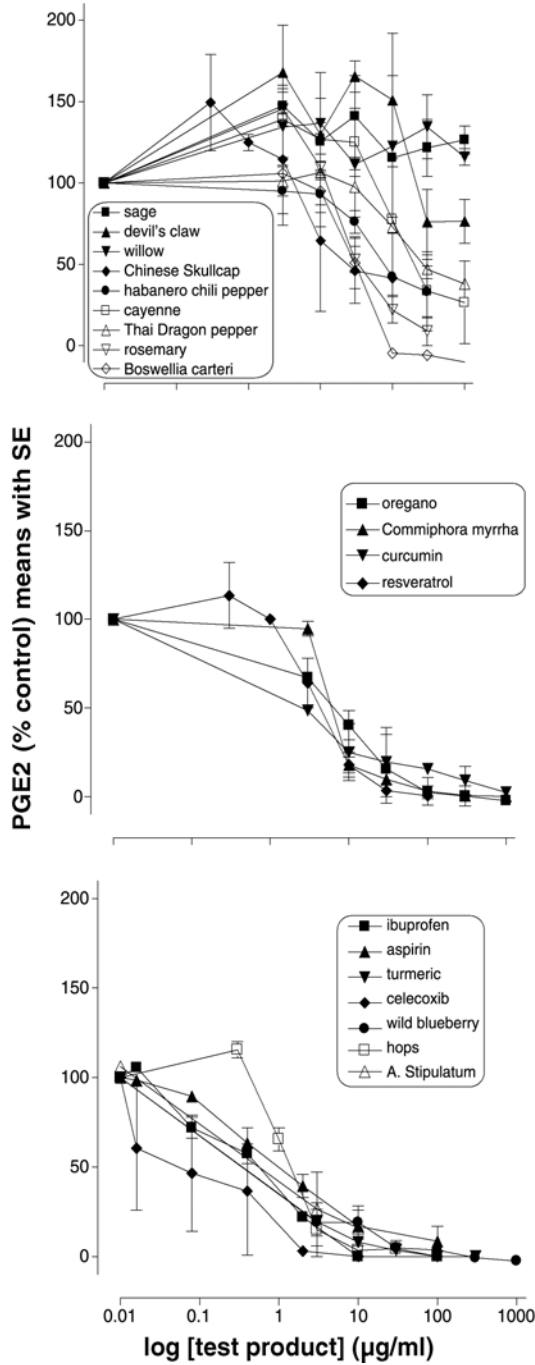 200
150
100
50
0
sage
devil's claw
willow
Chinese Skullcap
habanero chili pepper
cayenne
Thai Dragon pepper
rosemary
Boswellia carteri
PGE2 (% control) means with SE
200
150
100
50
0
oregano
Commiphora myrrha
curcumin
resveratrol
200
150
100
50
0
ibuprofen
aspirin
turmeric
celecoxib
wild blueberry
hops
A. Stipulatum
0.01 0.1 1 10 100 1000
log [test product] (µg/ml)